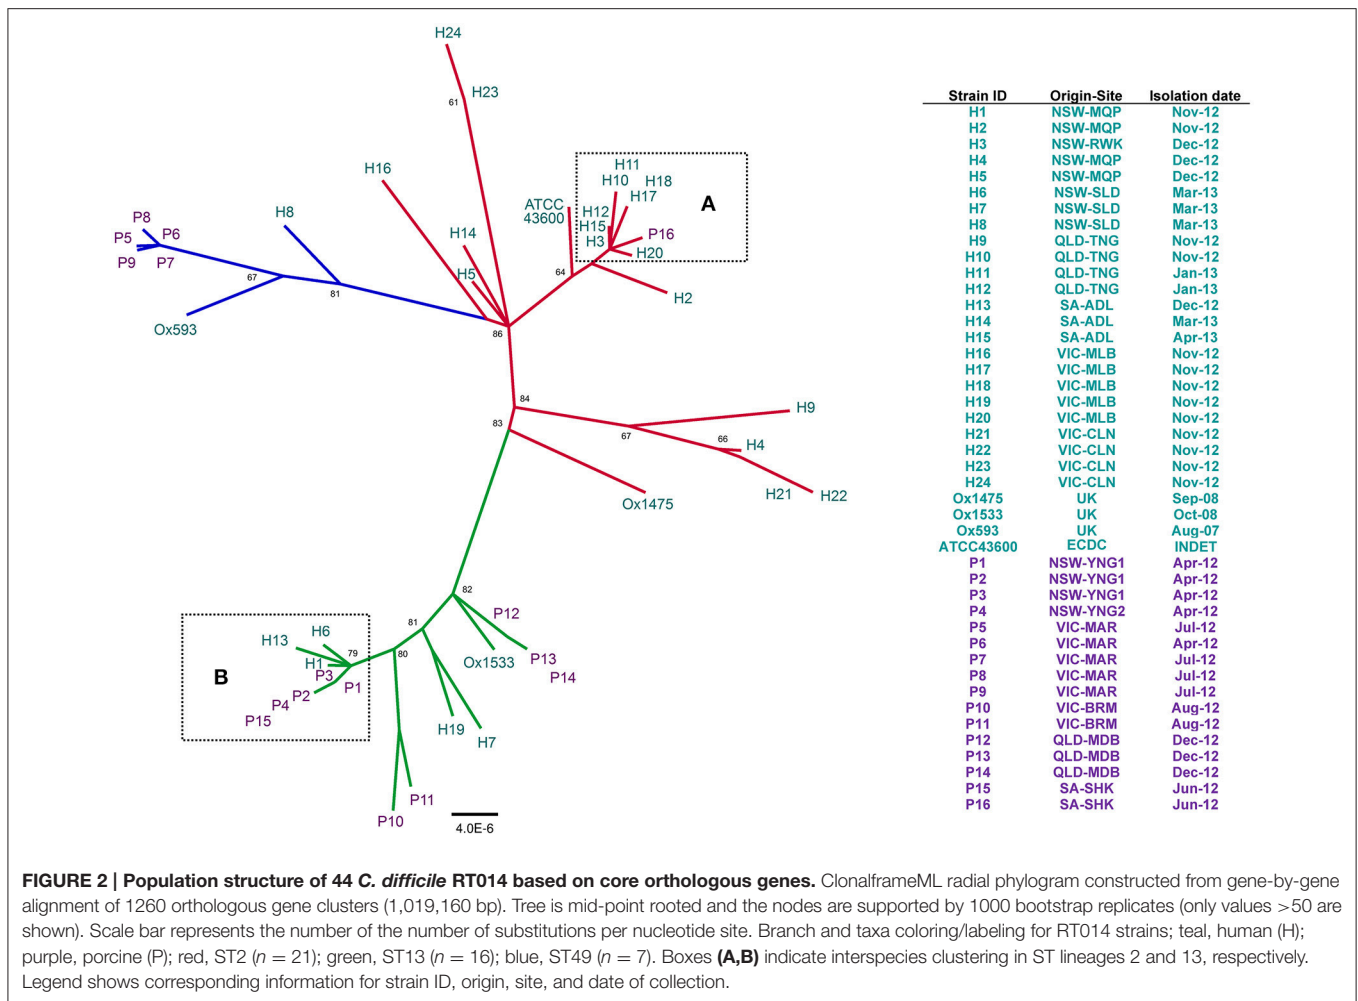 H24
61
H23
H16
ATCC
43600
H11
H10
H18
H17
H12
H15
H3
P16
H20
A
P8
P5
P6
P9
P7
H8
H14
H5
64
H2
67
81
Ox593
86
84
H9
83
67
66
H4
H21
H22
Ox1475
82
P12
81
H6
H13
79
H1
80
Ox1533
P13
P14
B
P3
P1
P2
P4
P15
H19
H7
P11
P10
4.0E-6
Strain ID Origin-Site Isolation date
H1 NSW-MQP Nov-12
H2 NSW-MQP Nov-12
H3 NSW-RWK Dec-12
H4 NSW-MQP Dec-12
H5 NSW-MQP Dec-12
H6 NSW-SLD Mar-13
H7 NSW-SLD Mar-13
H8 NSW-SLD Mar-13
H9 QLD-TNG Nov-12
H10 QLD-TNG Nov-12
H11 QLD-TNG Jan-13
H12 QLD-TNG Jan-13
H13 SA-ADL Dec-12
H14 SA-ADL Mar-13
H15 SA-ADL Apr-13
H16 VIC-MLB Nov-12
H17 VIC-MLB Nov-12
H18 VIC-MLB Nov-12
H19 VIC-MLB Nov-12
H20 VIC-MLB Nov-12
H21 VIC-CLN Nov-12
H22 VIC-CLN Nov-12
H23 VIC-CLN Nov-12
H24 VIC-CLN Nov-12
Ox1475 UK Sep-08
Ox1533 UK Oct-08
Ox593 UK Aug-07
ATCC43600 ECDC INDET
P1 NSW-YNG1 Apr-12
P2 NSW-YNG1 Apr-12
P3 NSW-YNG1 Apr-12
P4 NSW-YNG2 Apr-12
P5 VIC-MAR Jul-12
P6 VIC-MAR Apr-12
P7 VIC-MAR Jul-12
P8 VIC-MAR Jul-12
P9 VIC-MAR Jul-12
P10 VIC-BRM Aug-12
P11 VIC-BRM Aug-12
P12 QLD-MDB Dec-12
P13 QLD-MDB Dec-12
P14 QLD-MDB Dec-12
P15 SA-SHK Jun-12
P16 SA-SHK Jun-12
FIGURE 2 | Population structure of 44 C. difficile RT014 based on core orthologous genes. ClonalframeML radial phylogram constructed from gene-by-gene
alignment of 1260 orthologous gene clusters (1,019,160 bp). Tree is mid-point rooted and the nodes are supported by 1000 bootstrap replicates (only values >50 are
shown). Scale bar represents the number of the number of substitutions per nucleotide site. Branch and taxa coloring/labeling for RT014 strains; teal, human (H);
purple, porcine (P); red, ST2 (n = 21); green, ST13 (n = 16); blue, ST49 (n = 7). Boxes (A,B) indicate interspecies clustering in ST lineages 2 and 13, respectively.
Legend shows corresponding information for strain ID, origin, site, and date of collection.